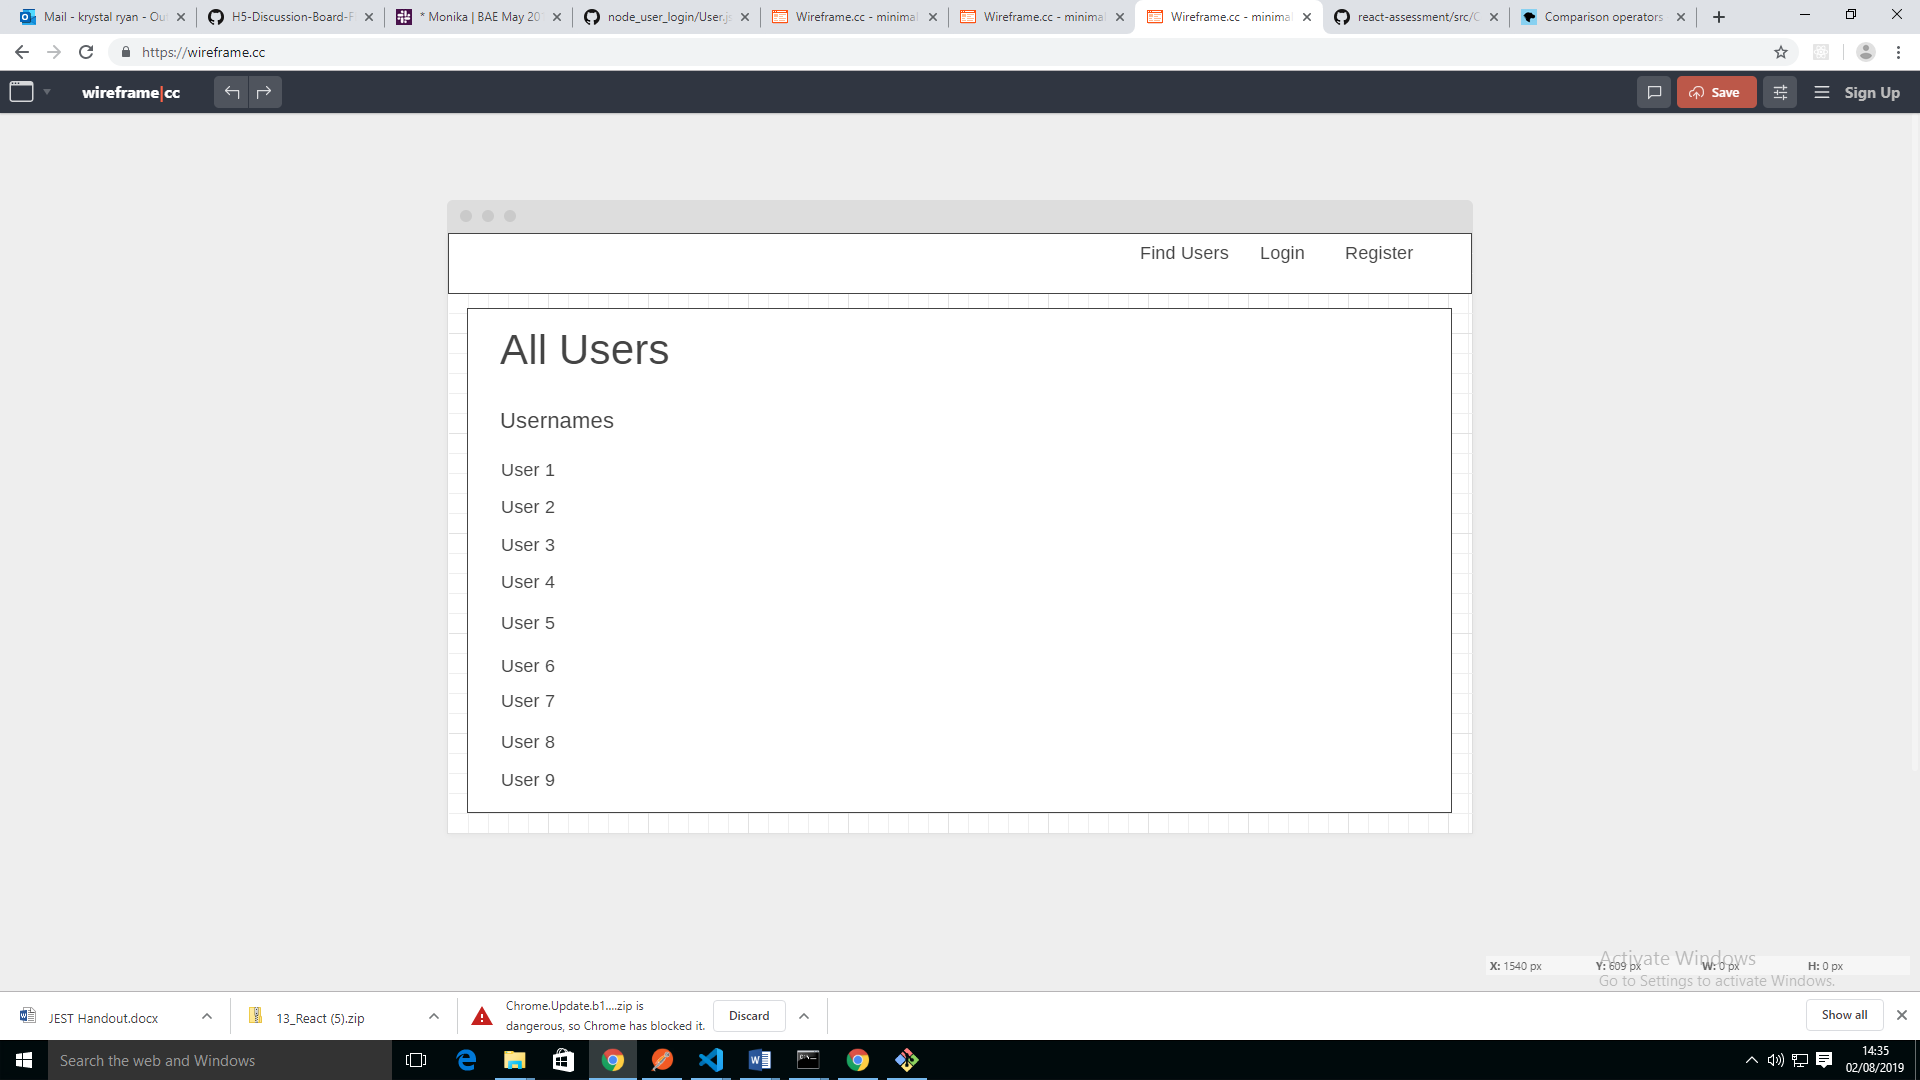 Mail - krystal ryan - Ou
H5-Discussion-Board-F
* Monika | BAE May 20
node_user_login/User.js
Wireframe.cc - minimal
Wireframe.cc - minimal
Wireframe.cc - minimal
react-assessment/src/C
Comparison operators
https://wireframe.cc
wireframe|cc
Save
Sign Up
Find Users
Login
Register
All Users
Usernames
User 1
User 2
User 3
User 4
User 5
User 6
User 7
User 8
User 9
Activate Windows
X: 1540 px
Y: 609 px
W: 0 px
H: 0 px
Go to Settings to activate Windows.
JEST Handout.docx
13_React (5).zip
Chrome.Update.b1....zip is
dangerous, so Chrome has blocked it.
Discard
Show all
Search the web and Windows
14:35
02/08/2019